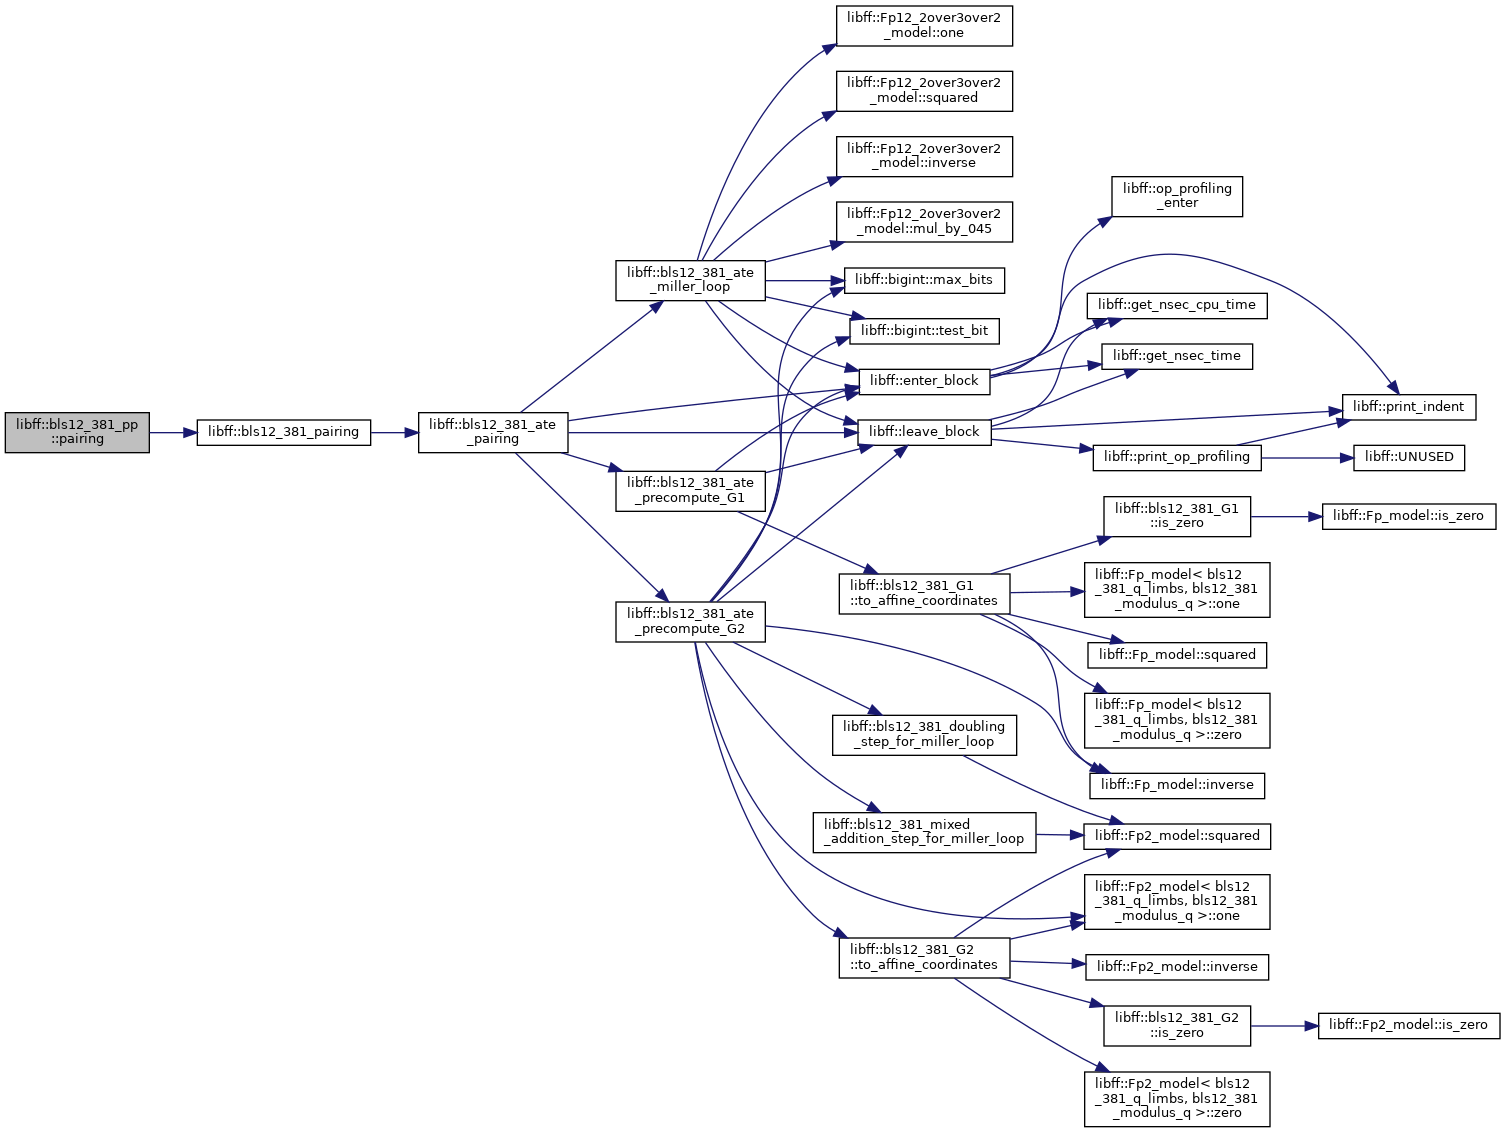 libff::bls12_381_pp
::pairing
libff::bls12_381_pairing
libff::bls12_381_ate
_pairing
libff::bls12_381_ate
_miller_loop
libff::bls12_381_ate
_precompute_G1
libff::bls12_381_ate
_precompute_G2
libff::Fp12_2over3over2
_model::one
libff::Fp12_2over3over2
_model::squared
libff::Fp12_2over3over2
_model::inverse
libff::Fp12_2over3over2
_model::mul_by_045
libff::bigint::max_bits
libff::bigint::test_bit
libff::enter_block
libff::leave_block
libff::bls12_381_G1
::to_affine_coordinates
libff::bls12_381_doubling
_step_for_miller_loop
libff::bls12_381_mixed
_addition_step_for_miller_loop
libff::bls12_381_G2
::to_affine_coordinates
libff::op_profiling
_enter
libff::get_nsec_cpu_time
libff::get_nsec_time
libff::print_op_profiling
libff::bls12_381_G1
::is_zero
libff::Fp_model< bls12
_381_q_limbs, bls12_381
_modulus_q >::one
libff::Fp_model::squared
libff::Fp_model< bls12
_381_q_limbs, bls12_381
_modulus_q >::zero
libff::Fp_model::inverse
libff::Fp2_model::squared
libff::Fp2_model< bls12
_381_q_limbs, bls12_381
_modulus_q >::one
libff::Fp2_model::inverse
libff::bls12_381_G2
::is_zero
libff::Fp2_model< bls12
_381_q_limbs, bls12_381
_modulus_q >::zero
libff::print_indent
libff::UNUSED
libff::Fp_model::is_zero
libff::Fp2_model::is_zero